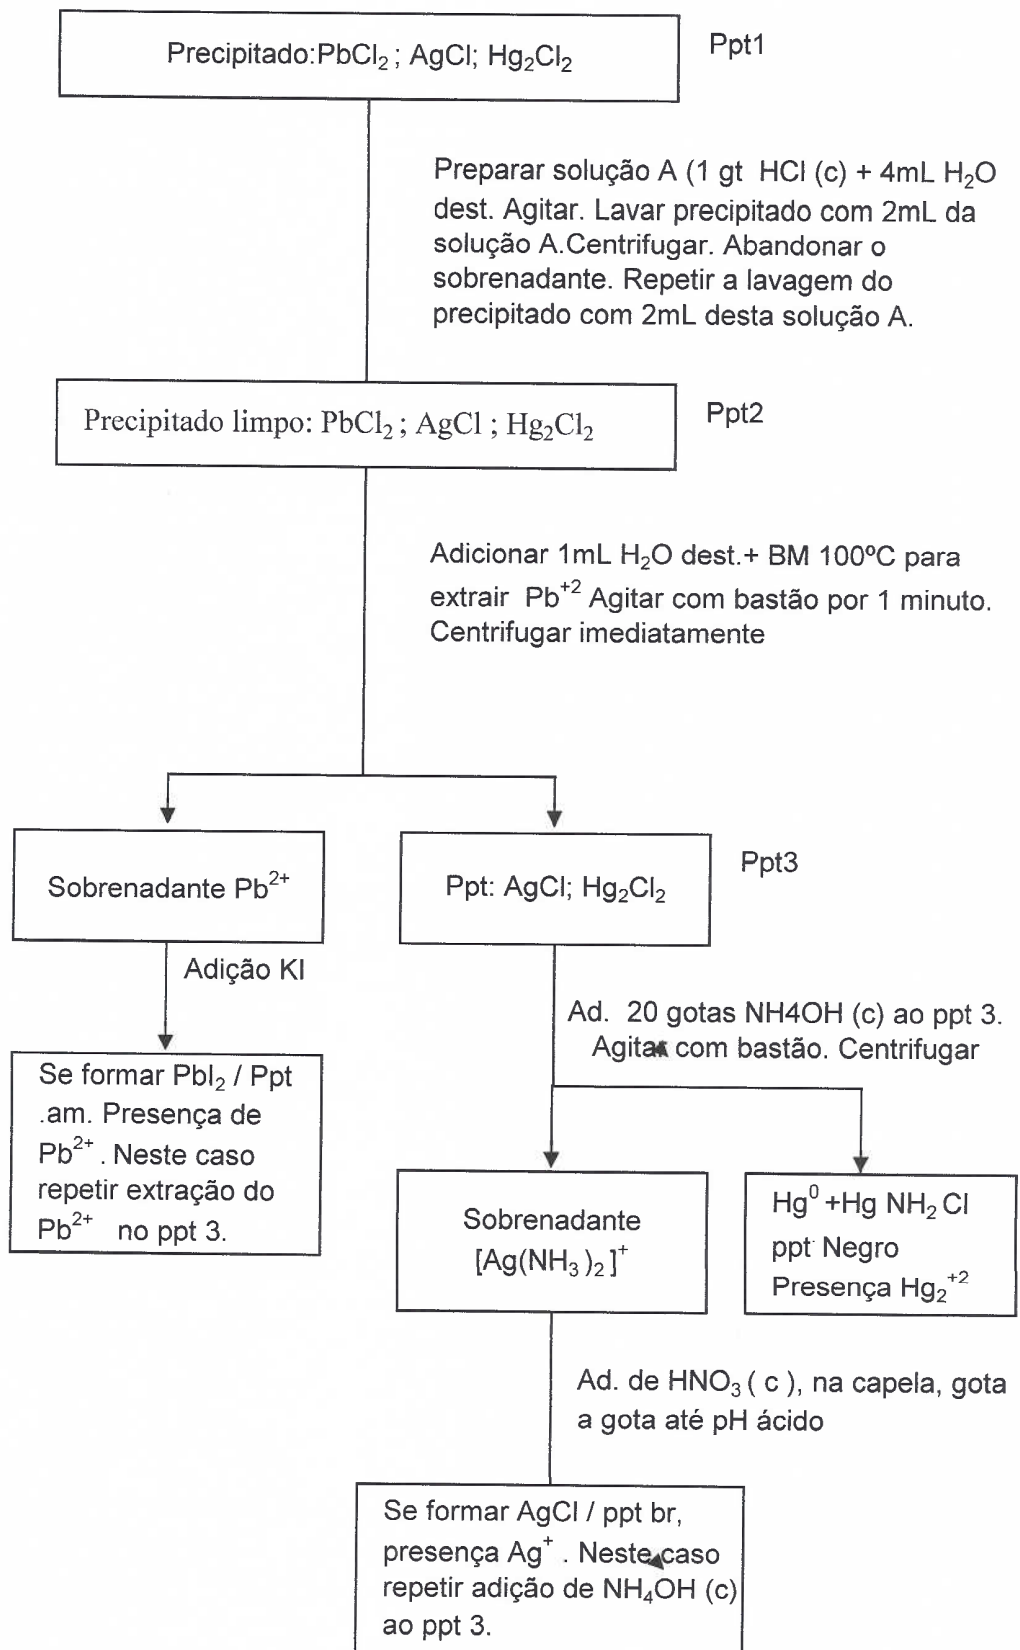 Precipitado:PbCl₂ ; AgCl; Hg₂Cl₂
Ppt1
Preparar solução A (1 gt HCl (c) + 4mL H₂O
dest. Agitar. Lavar precipitado com 2mL da
solução A.Centrifugar. Abandonar o
sobrenadante. Repetir a lavagem do
precipitado com 2mL desta solução A.
Precipitado limpo: PbCl₂ ; AgCl ; Hg₂Cl₂
Ppt2
Adicionar 1mL H₂O dest.+ BM 100ºC para
extrair Pb⁺² Agitar com bastão por 1 minuto.
Centrifugar imediatamente
Sobrenadante Pb²⁺
Ppt: AgCl; Hg₂Cl₂
Ppt3
Adição KI
Se formar PbI₂ / Ppt
.am. Presença de
Pb²⁺ . Neste caso
repetir extração do
Pb²⁺ no ppt 3.
Ad. 20 gotas NH4OH (c) ao ppt 3.
Agitar com bastão. Centrifugar
Sobrenadante
[Ag(NH₃)₂]⁺
Hg⁰ +Hg NH₂ Cl
ppt Negro
Presença Hg₂⁺²
Ad. de HNO₃ ( c ), na capela, gota
a gota até pH ácido
Se formar AgCl / ppt br,
presença Ag⁺ . Neste caso
repetir adição de NH₄OH (c)
ao ppt 3.